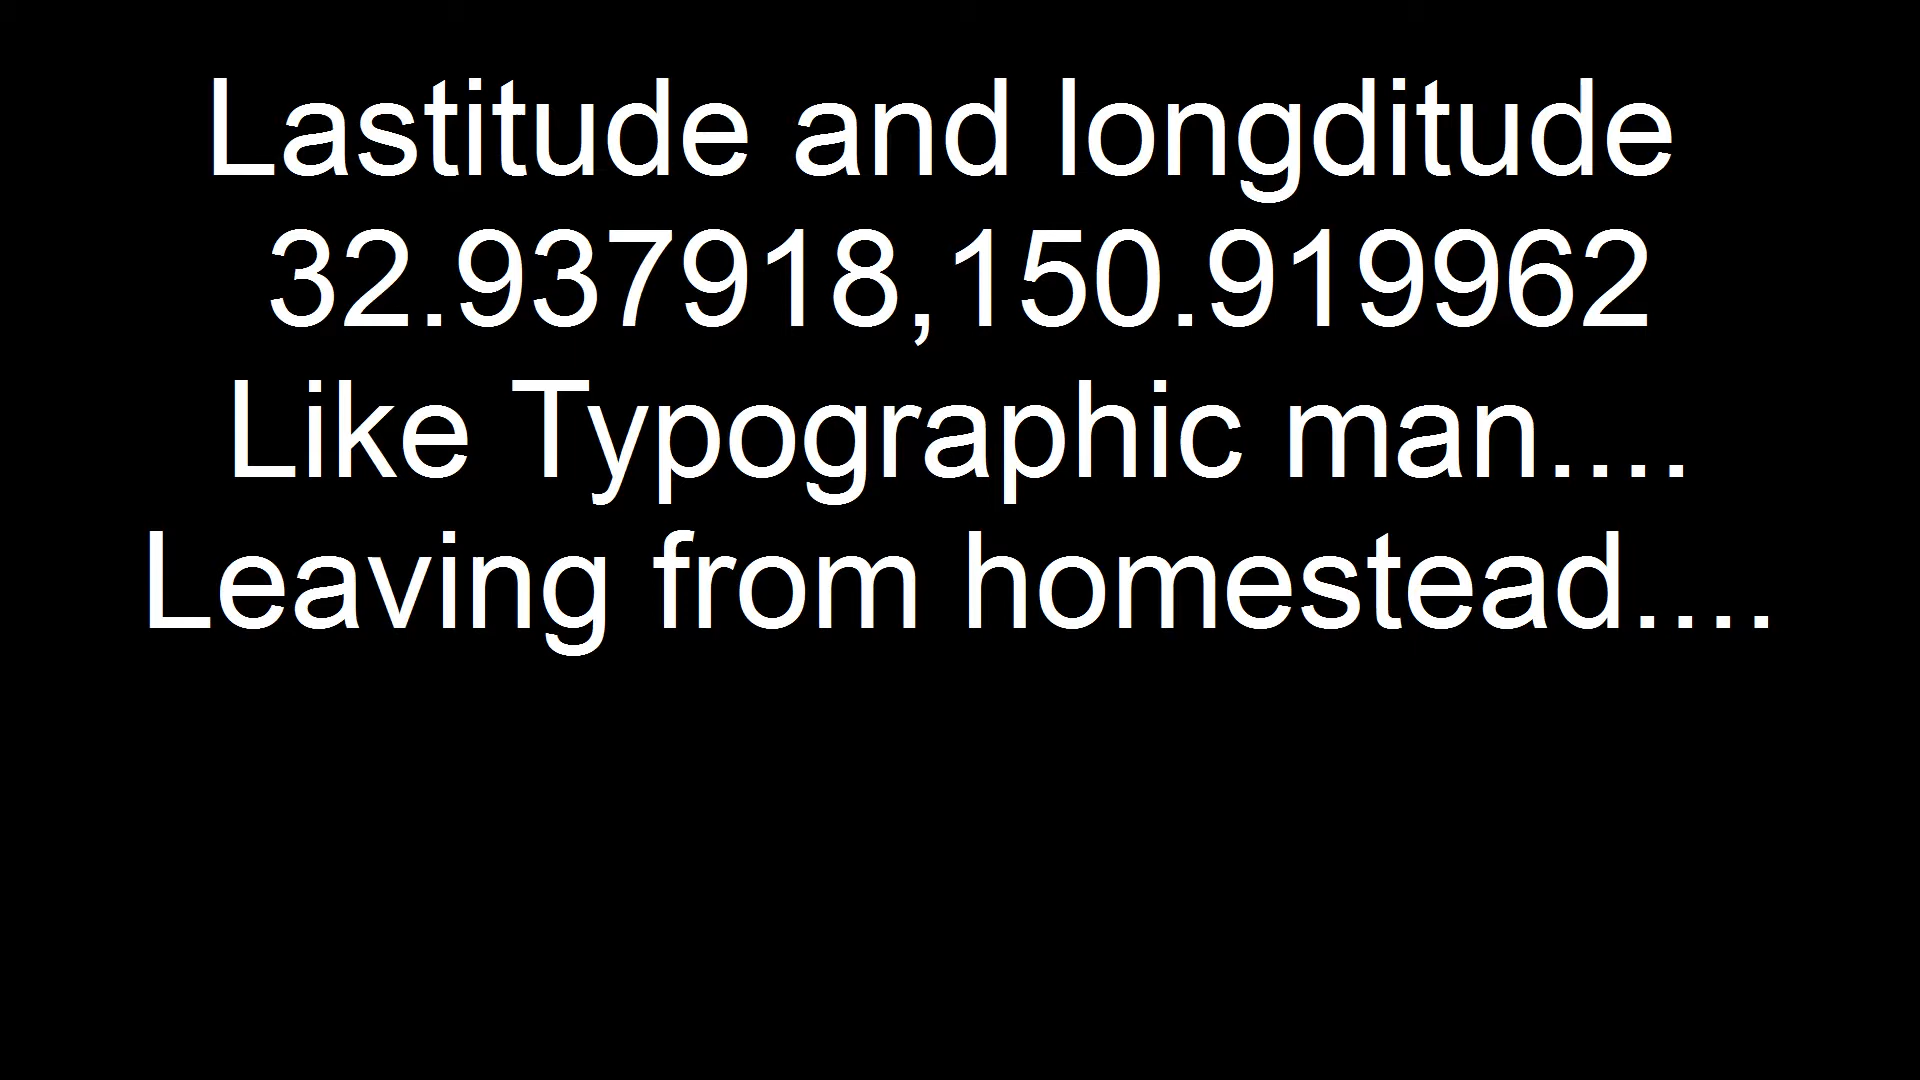 Lastitude and longditude
32.937918,150.919962
Like Typographic man....
Leaving from homestead....